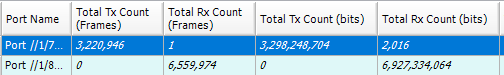 Port Name Total Tx Count (Frames) Total Rx Count (Frames) Total Tx Count (bits) Total Rx Count (bits)
Port //1/7... 3,220,946 1 3,298,248,704 2,016
Port //1/8... 0 6,559,974 0 6,927,334,064